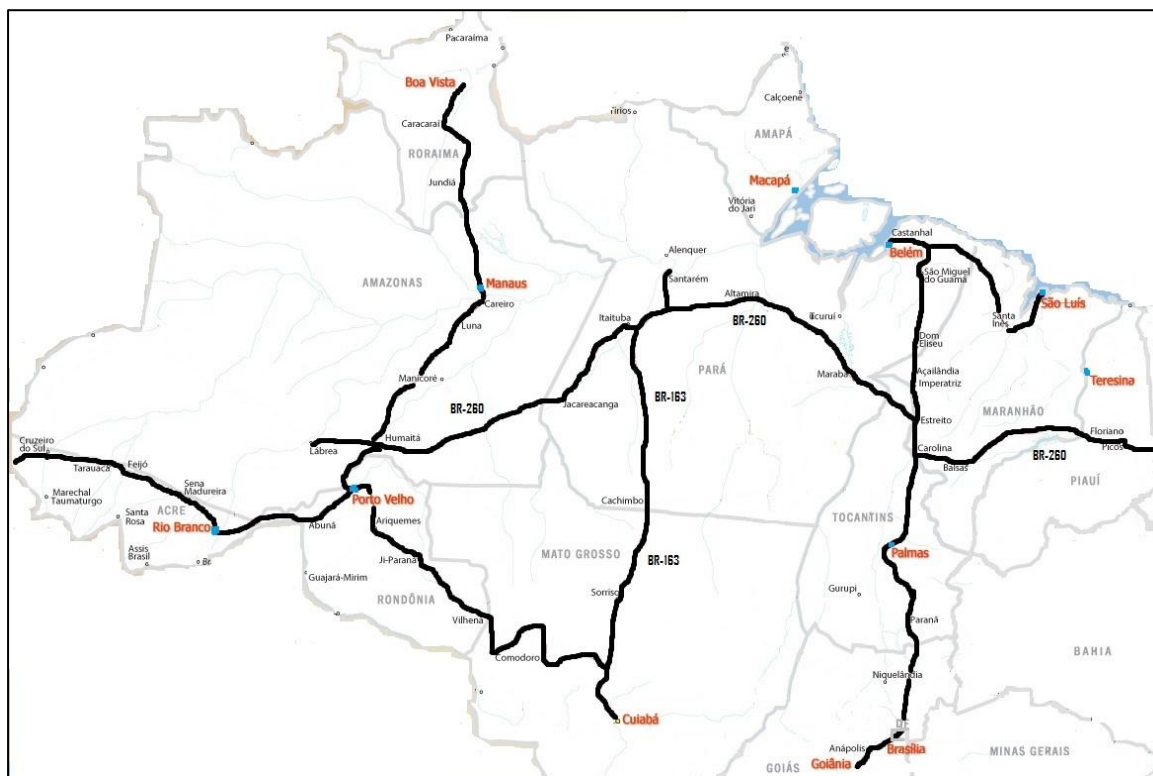 Pacaraíma
Boa Vista
Calçoene
Caracaraí
AMAPÁ
RORAIMA
Jundiá
Macapá
Vitória
do Jari
Castanhal
Belém
Alenquer
São Miguel
do Guamá
AMAZONAS
Manaus
Santarém
Careiro
Altamira
São Luís
Itaituba
BR-260
Santa
Inês
Luna
Dom
Eliseu
PARÁ
Açailândia
Imperatriz
Marabá
Teresina
Manicoré
BR-163
BR-260
Jacareacanga
Estreito
MARANHÃO
Cruzeiro
do Sul
Humaitá
Floriano
Lábrea
Carolina
Picos
Tarauacá
Feijó
Balsas
BR-260
PIAUÍ
Sena
Madureira
Marechal
Taumaturgo
Porto Velho
Cachimbo
Santa
Rosa
ACRE
Rio Branco
Abunã
Ariquemes
TOCANTINS
Palmas
Assis
Brasil
MATO GROSSO
BR-163
Ji-Paraná
Guajará-Mirim
Gurupi
RONDÔNIA
Sorriso
Vilhena
Paranã
Comodoro
BAHIA
Niquelândia
Cuiabá
DF
Anápolis
Brasília
MINAS GERAIS
GOIÁS
Goiânia